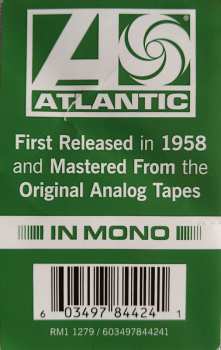 ATLANTIC
First Released in 1958
and Mastered From the
Original Analog Tapes
IN MONO
6 03497 84424 1
RM1 1279 / 603497844241